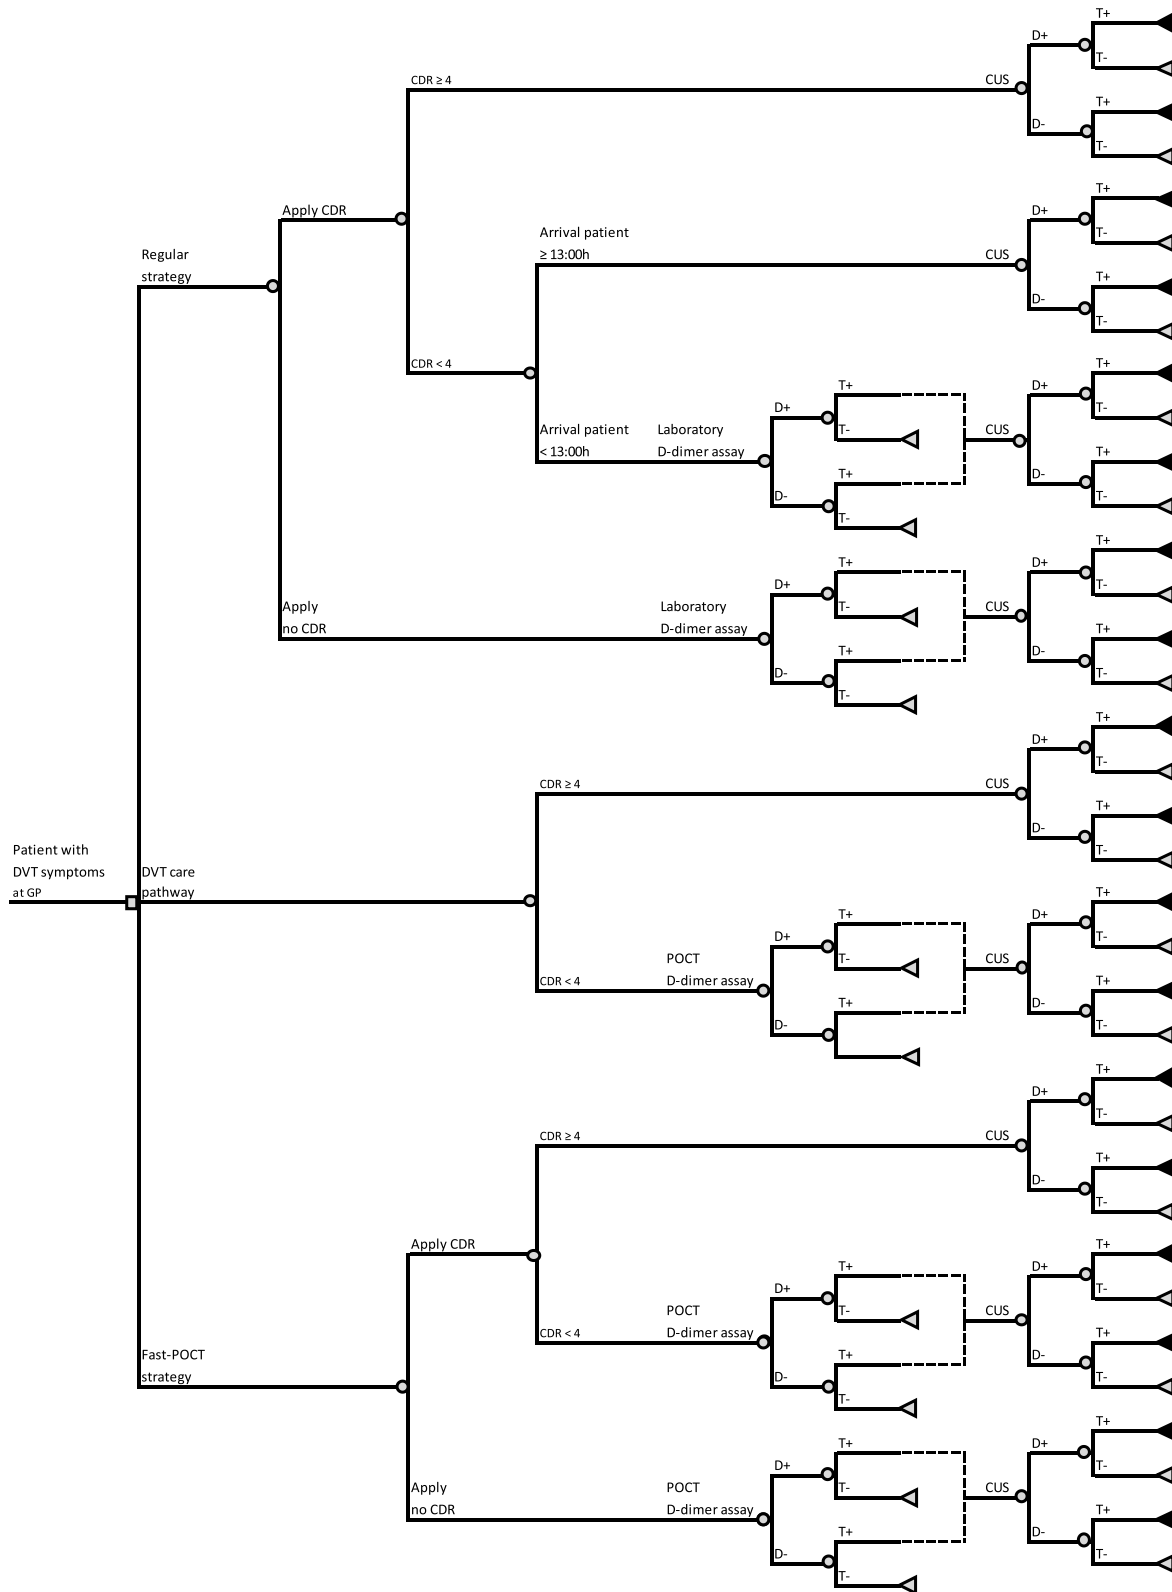 T+
D+
T-
CDR ≥ 4 CUS
T+
D-
T-
T+
Apply CDR D+
Arrival patient T-
Regular ≥ 13:00h CUS
strategy T+
D-
T-
CDR < 4 T+
T+ D+
D+ T-
Arrival patient Laboratory T- CUS
< 13:00h D-dimer assay T+
T+ D-
D- T-
T-
T+
T+ D+
D+ T-
Apply Laboratory T- CUS
no CDR D-dimer assay T+
T+ D-
D- T-
T-
T+
D+
T-
CDR ≥ 4 CUS
T+
D-
Patient with T-
DVT symptoms DVT care
at GP pathway T+
T+ D+
D+ T-
POCT T- CUS
CDR < 4 D-dimer assay T+
T+ D-
D- T-
T+
D+
T-
CDR ≥ 4 CUS
T+
D-
T-
Apply CDR T+
T+ D+
D+ T-
POCT T- CUS
CDR < 4 D-dimer assay T+
Fast-POCT T+ D-
strategy D- T-
T-
T+
T+ D+
D+ T-
Apply POCT T- CUS
no CDR D-dimer assay T+
T+ D-
D- T-
T-